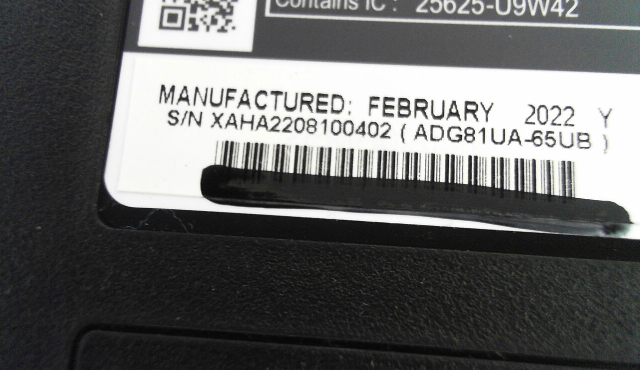 Contains IC : 25625-U9W42
MANUFACTURED: FEBRUARY 2022 Y
S/N XAHA2208100402 ( ADG81UA-65UB )